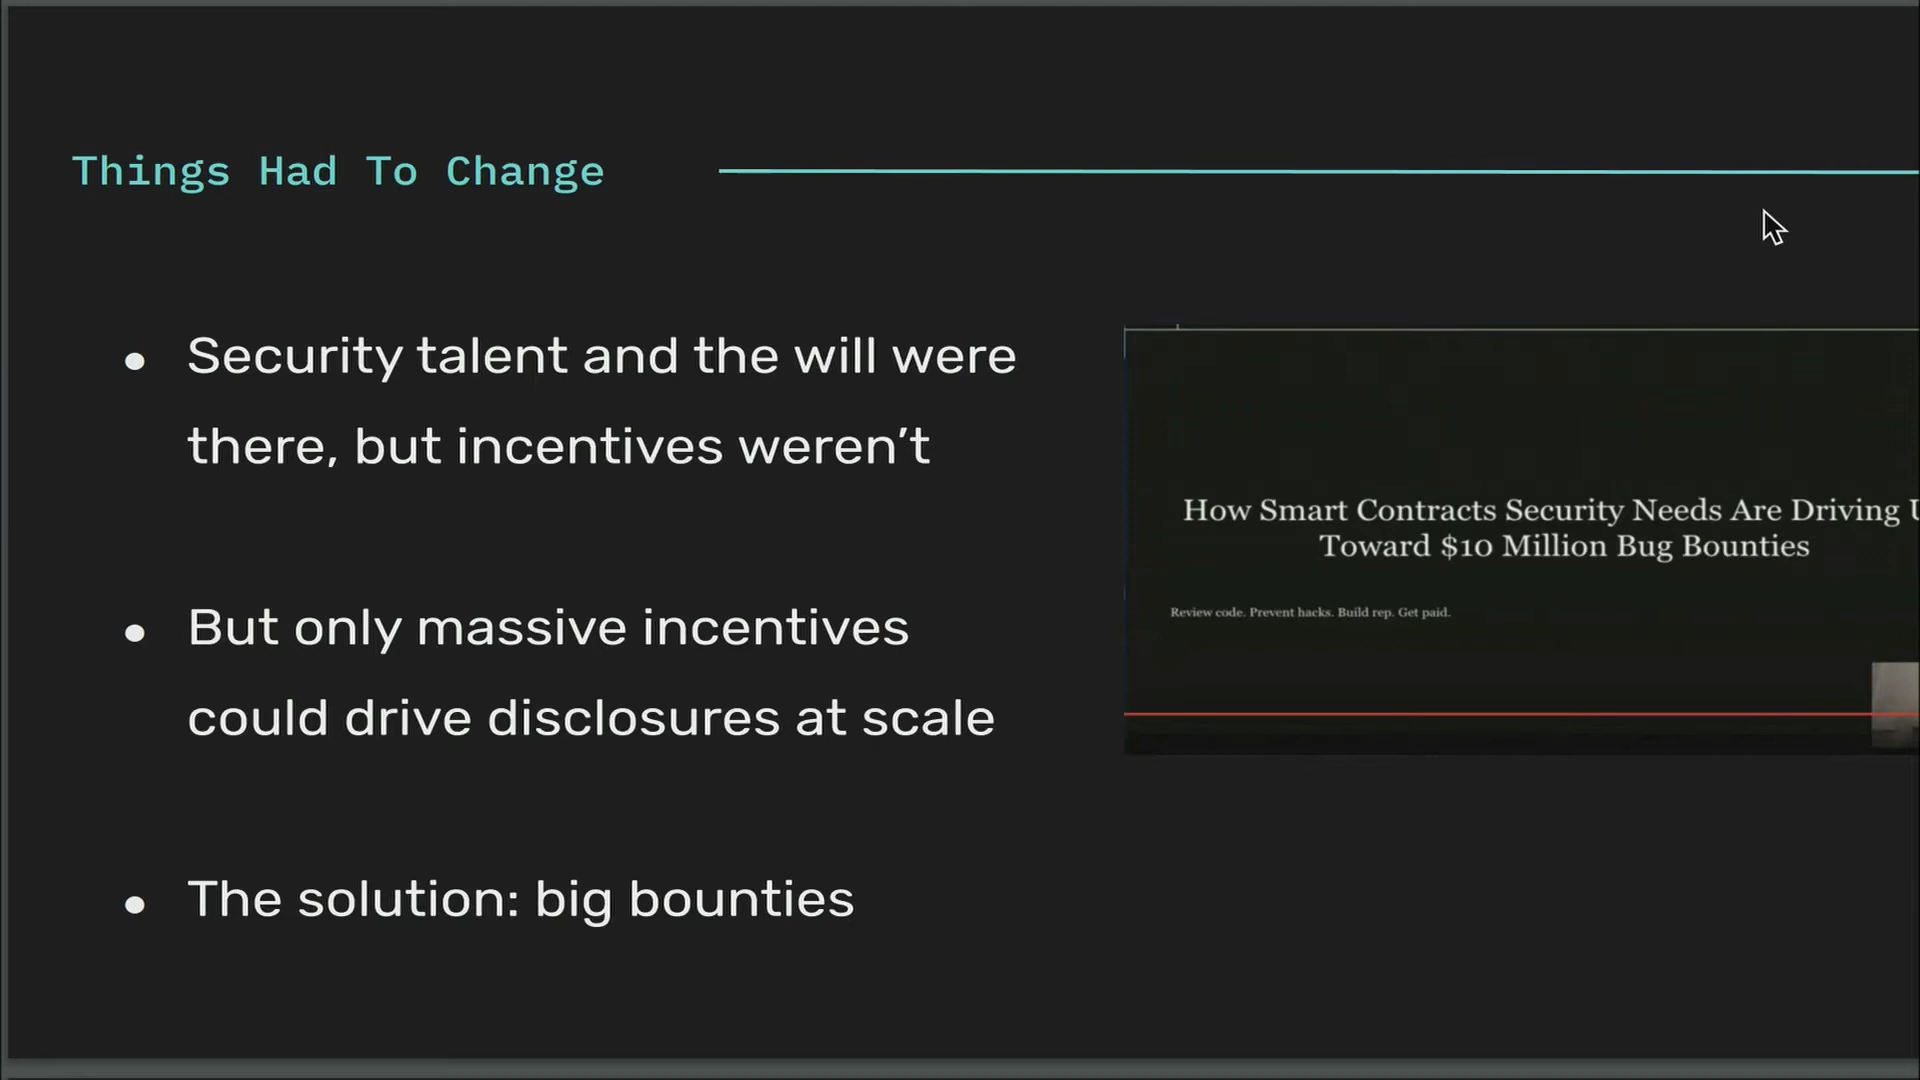 Things Had To Change
Security talent and the will were
there, but incentives weren’t
But only massive incentives
could drive disclosures at scale
The solution: big bounties
How Smart Contracts Security Needs Are Driving
Toward $10 Million Bug Bounties
Review code. Prevent hacks. Build rep. Get paid.